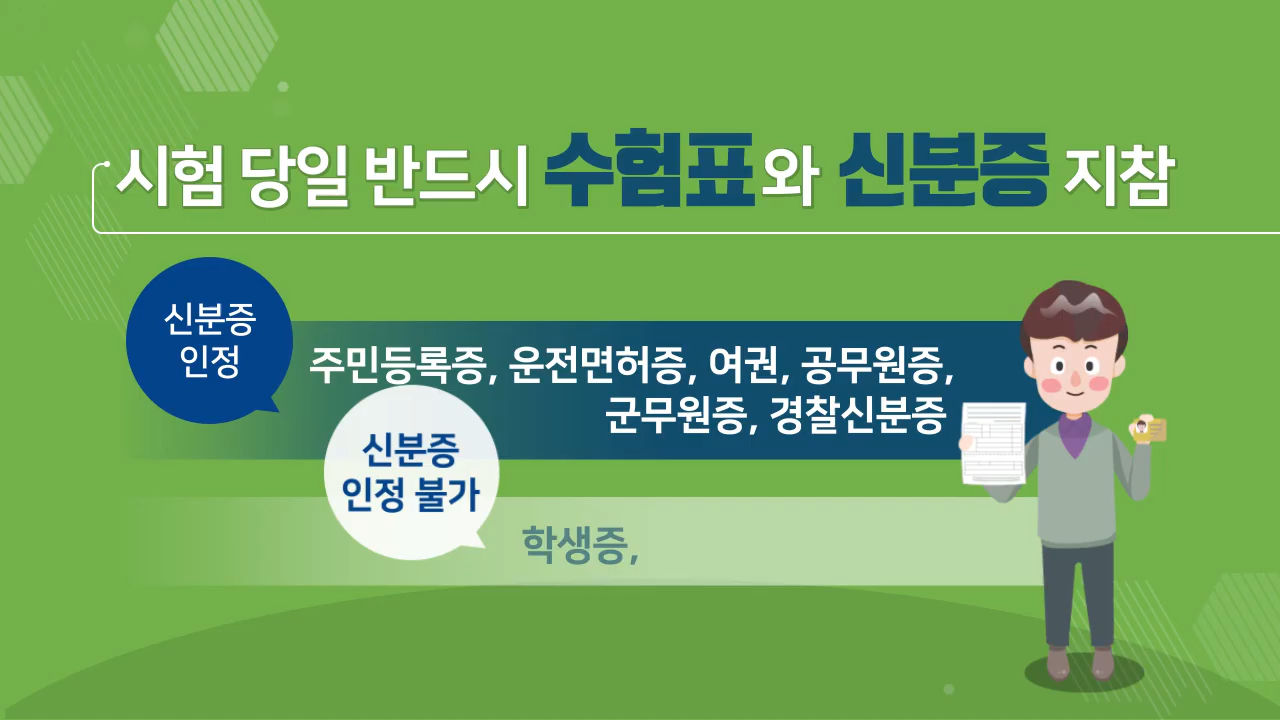 시험 당일 반드시 수험표와 신분증 지참
신분증
인정
주민등록증, 운전면허증, 여권, 공무원증,
군무원증, 경찰신분증
신분증
인정 불가
학생증,